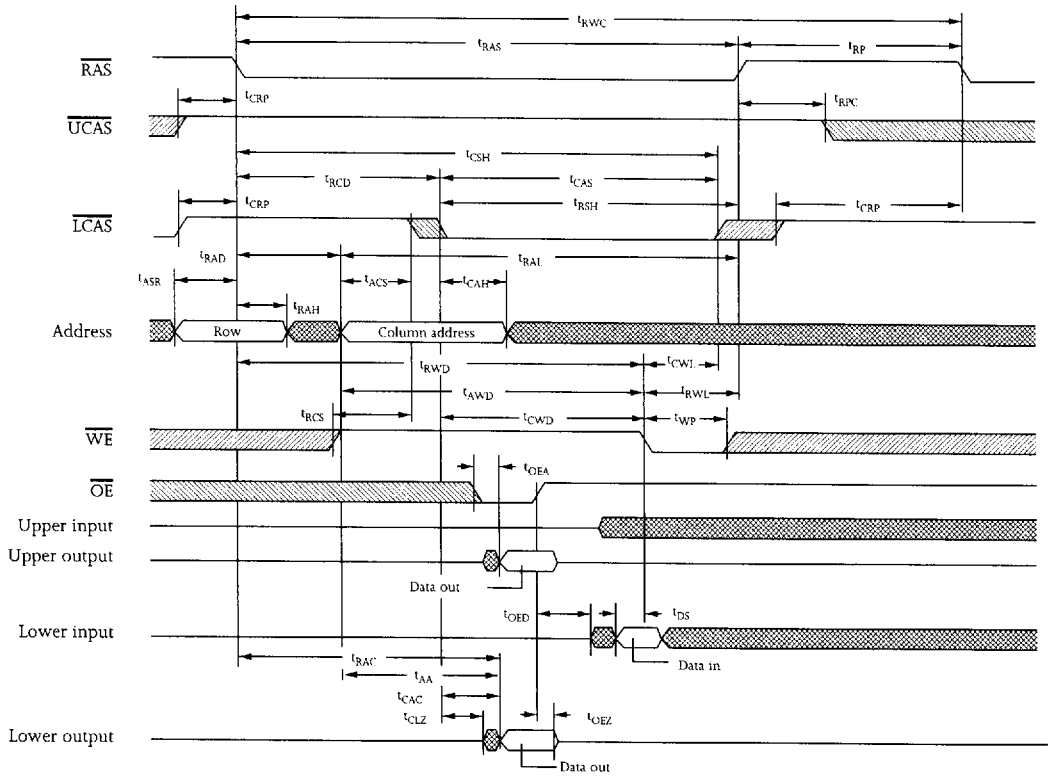 tRWC
tRAS
tRP
RAS
tCRP
tRPC
UCAS
tCSH
tRCD
tCAS
tCRP
tRSH
tCRP
LCAS
tRAD
tRAL
tASR
tACS
tCAH
tRAH
Address
Row
Column address
tRWD
tCWL
tAWD
tRWL
tRCS
tCWD
tWP
WE
tOEA
OE
Upper input
Upper output
Data out
tOED
tDS
Lower input
Data in
tRAC
tAA
tCAC
tCLZ
tOEZ
Lower output
Data out